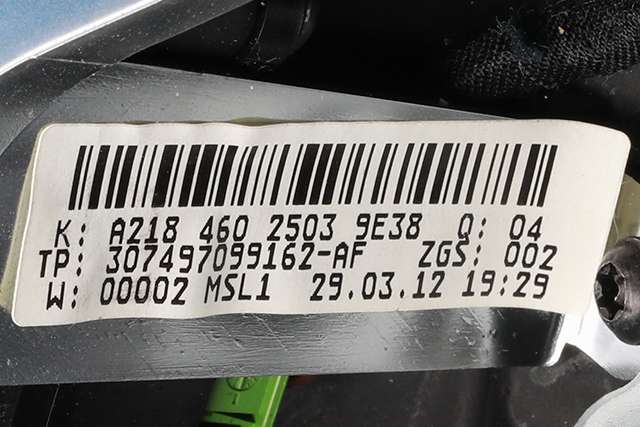 K: A218 460 2503 9E38 Q: 04
TP: 307497099162-AF ZGS: 002
W: 00002 MSL1 29.03.12 19:29